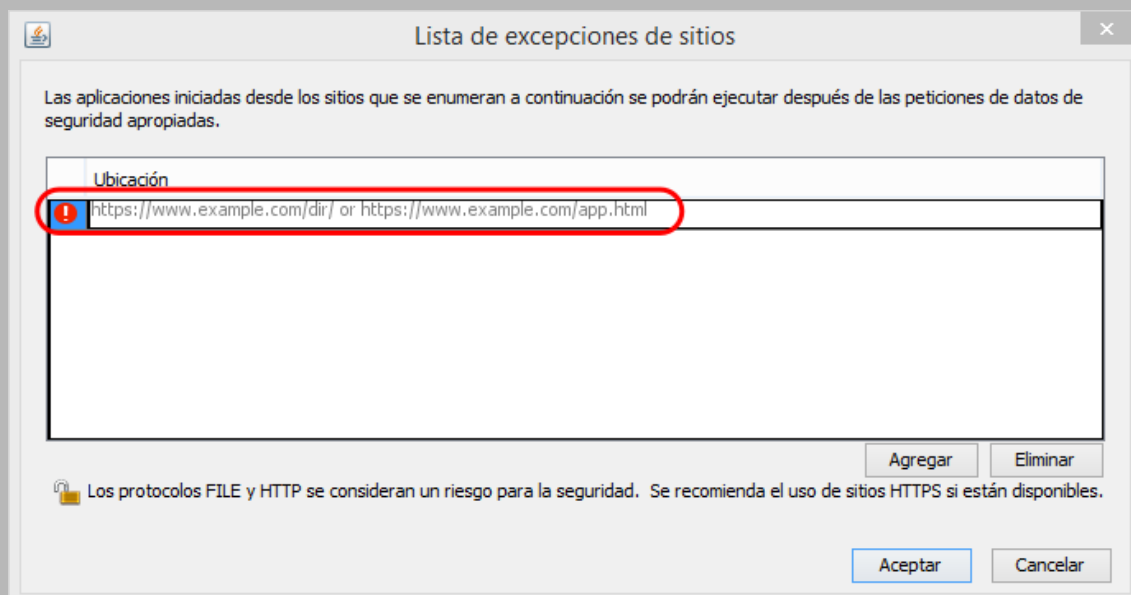 Lista de excepciones de sitios
Las aplicaciones iniciadas desde los sitios que se enumeran a continuación se podrán ejecutar después de las peticiones de datos de
seguridad apropiadas.
Ubicación
https://www.example.com/dir/ or https://www.example.com/app.html
Agregar Eliminar
Los protocolos FILE y HTTP se consideran un riesgo para la seguridad. Se recomienda el uso de sitios HTTPS si están disponibles.
Aceptar Cancelar